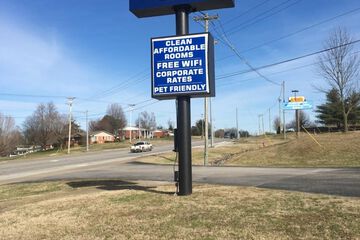 CLEAN
AFFORDABLE
ROOMS
FREE WIFI
CORPORATE
RATES
PET FRIENDLY